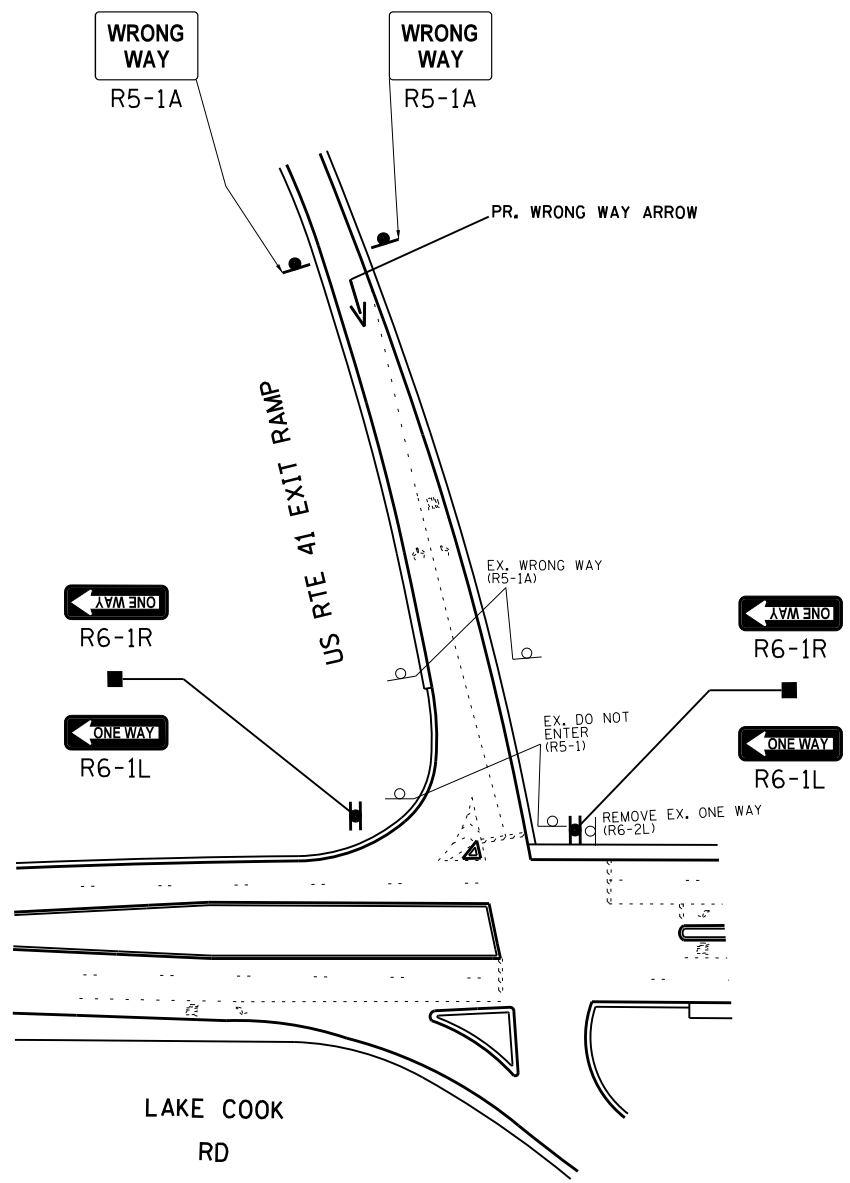 WRONG
WAY
R5-1A
WRONG
WAY
R5-1A
PR. WRONG WAY ARROW
US RTE 41 EXIT RAMP
EX. WRONG WAY
(R5-1A)
ONE WAY
R6-1R
ONE WAY
R6-1L
ONE WAY
R6-1R
ONE WAY
R6-1L
EX. DO NOT
ENTER
(R5-1)
REMOVE EX. ONE WAY
(R6-2L)
LAKE COOK
RD